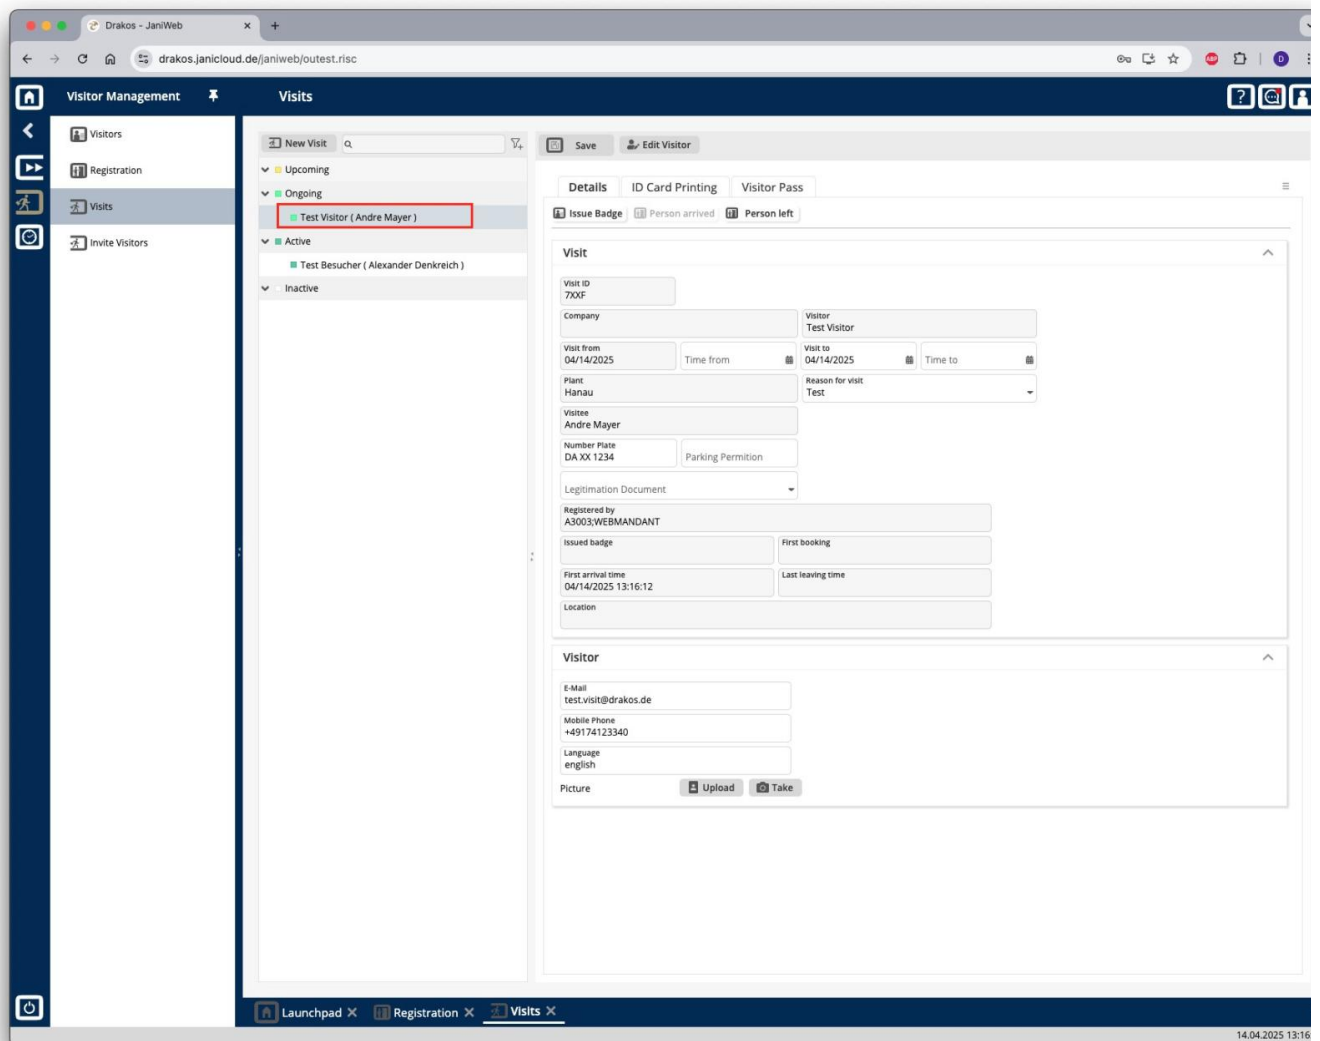 Drakos - JaniWeb
drakos.janicloud.de/janiweb/outest.risc
ABP
D
Visitor Management
Visits
?
Visitors
Registration
Visits
Invite Visitors
New Visit
Upcoming
Ongoing
Test Visitor ( Andre Mayer )
Active
Test Besucher ( Alexander Denkreich )
Inactive
Save
Edit Visitor
Details
ID Card Printing
Visitor Pass
Issue Badge
Person arrived
Person left
Visit
Visit ID
7XXF
Company
Visitor
Test Visitor
Visit from
04/14/2025
Time from
Visit to
04/14/2025
Time to
Plant
Hanau
Reason for visit
Test
Visitee
Andre Mayer
Number Plate
DA XX 1234
Parking Permition
Legitimation Document
Registered by
A3003;WEBMANDANT
Issued badge
First booking
First arrival time
04/14/2025 13:16:12
Last leaving time
Location
Visitor
E-Mail
test.visit@drakos.de
Mobile Phone
+49174123340
Language
english
Picture
Upload
Take
Launchpad
Registration
Visits
14.04.2025 13:16